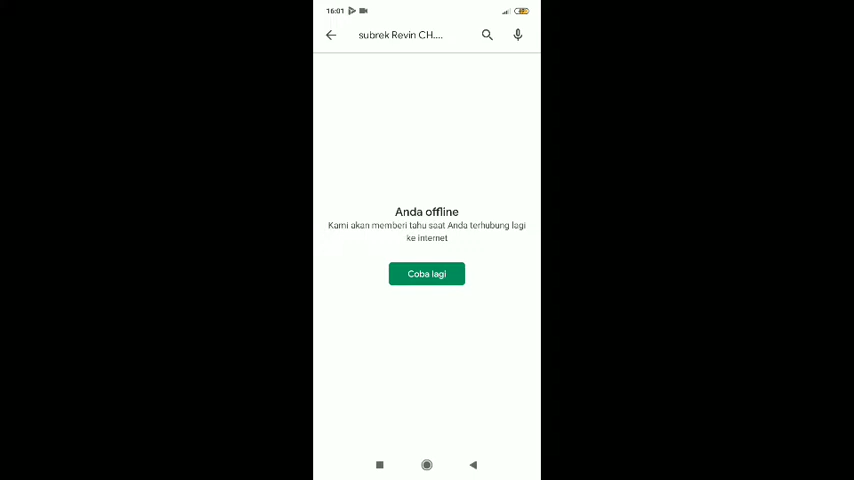 16:01
subrek Revin CH....
Anda offline
Kami akan memberi tahu saat Anda terhubung lagi
ke internet
Coba lagi